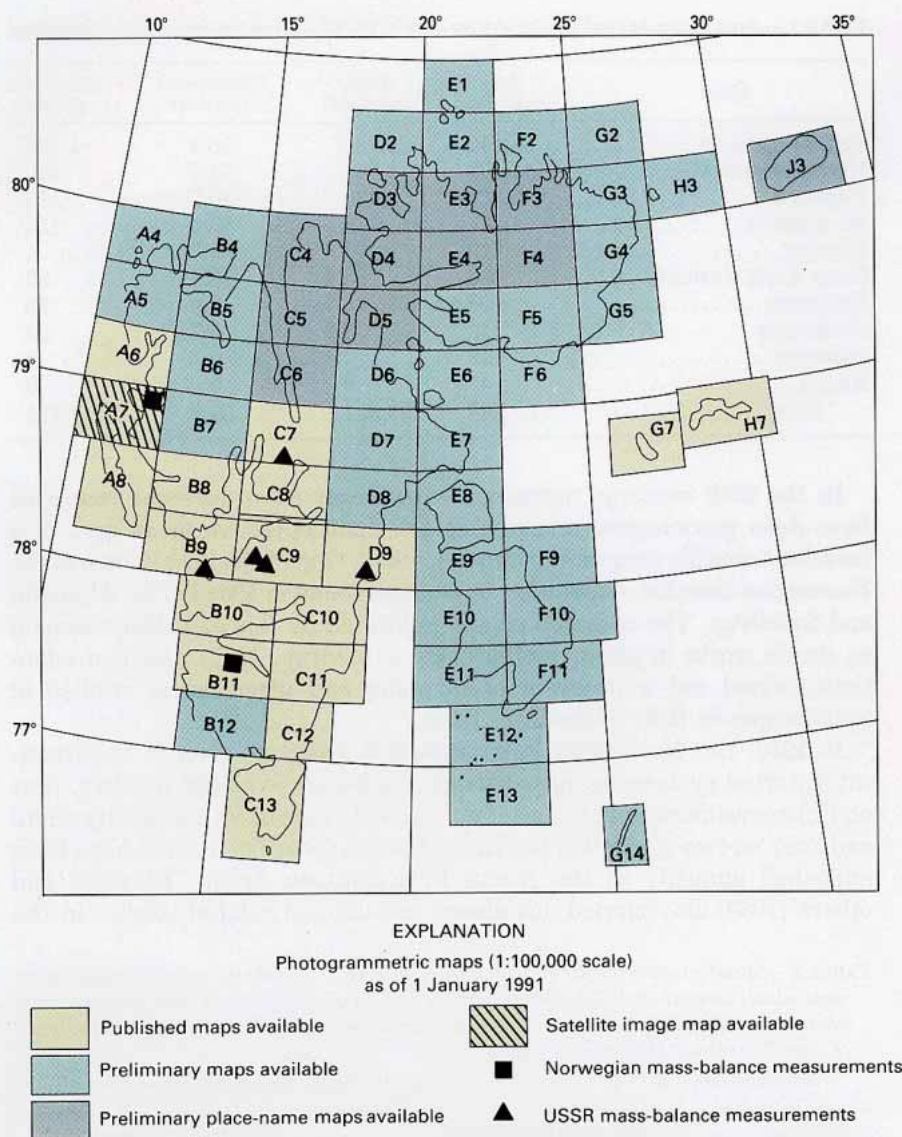 10° 15° 20° 25° 30° 35°
E1
D2 E2 F2 G2
80° D3 E3 F3 G3 H3 J3
A4 B4 C4 D4 E4 F4 G4
A5 B5 C5 D5 E5 F5 G5
79° A6 B6 C6 D6 E6 F6
A7 B7 C7 D7 E7 G7 H7
A8 B8 C8 D8 E8
78° B9 C9 D9 E9 F9
B10 C10 E10 F10
B11 C11 E11 F11
77° B12 C12 E12
C13 E13
G14
EXPLANATION
Photogrammetric maps (1:100,000 scale)
as of 1 January 1991
Published maps available
Satellite image map available
Preliminary maps available
Norwegian mass-balance measurements
Preliminary place-name maps available
USSR mass-balance measurements